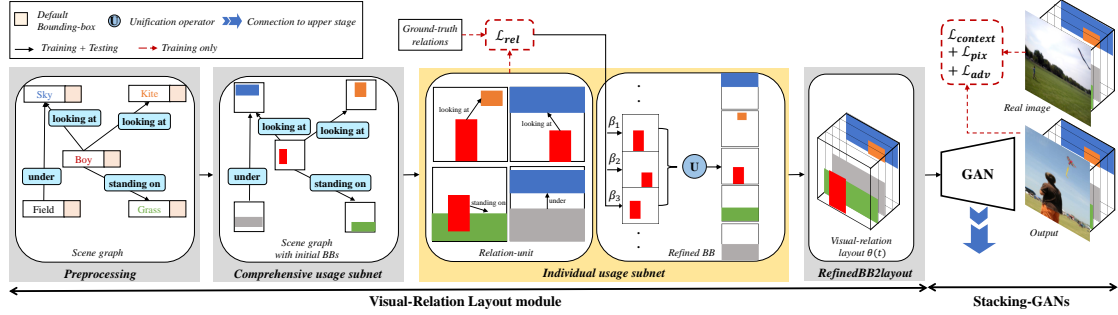 Default
Bounding-box
U
Unification operator
Connection to upper stage
Training + Testing
Training only
Ground-truth
relations
ℒ_rel
ℒ_context
+ ℒ_pix
+ ℒ_adv
Real image
Sky
Kite
looking at
looking at
Boy
under
standing on
Field
Grass
Scene graph
Preprocessing
looking at
looking at
under
standing on
Scene graph
with initial BBs
Comprehensive usage subnet
looking at
looking at
standing on
under
Relation-unit
β₁
β₂
β₃
U
Refined BB
Individual usage subnet
Visual-relation
layout θ(t)
RefinedBB2layout
GAN
Output
Visual-Relation Layout module
Stacking-GANs